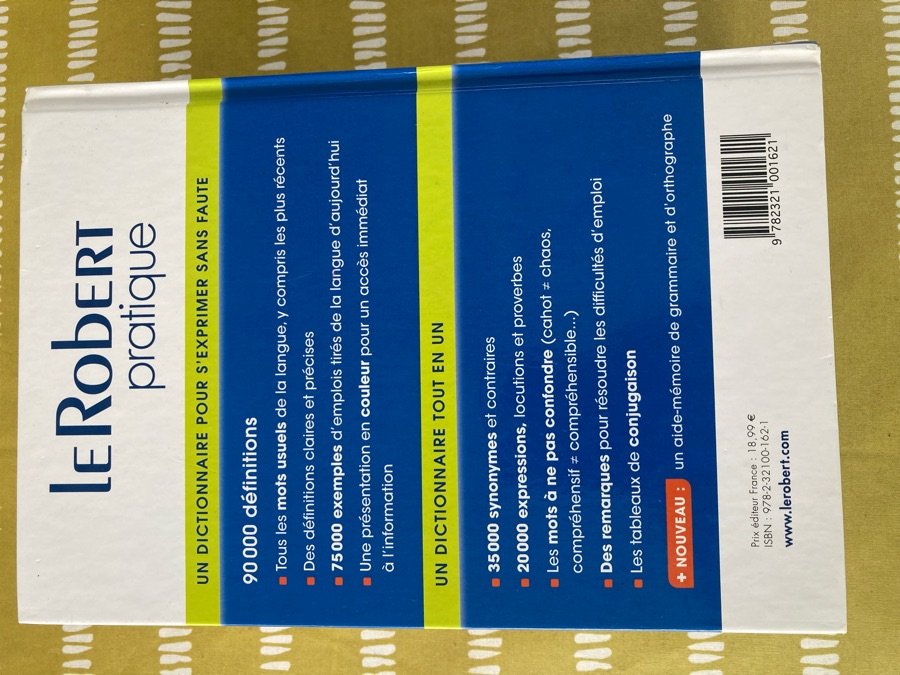 LE ROBERT
pratique
UN DICTIONNAIRE POUR S'EXPRIMER SANS FAUTE
90 000 définitions
Tous les mots usuels de la langue, y compris les plus récents
Des définitions claires et précises
75 000 exemples d'emplois tirés de la langue d'aujourd'hui
Une présentation en couleur pour un accès immédiat
à l'information
UN DICTIONNAIRE TOUT EN UN
35 000 synonymes et contraires
20 000 expressions, locutions et proverbes
Les mots à ne pas confondre (cahot ≠ chaos,
compréhensif ≠ compréhensible...)
Des remarques pour résoudre les difficultés d'emploi
Les tableaux de conjugaison
+ NOUVEAU : un aide-mémoire de grammaire et d'orthographe
Prix éditeur France : 18,99 €
ISBN : 978-2-32100-162-1
www.lerobert.com
9 782321 001621